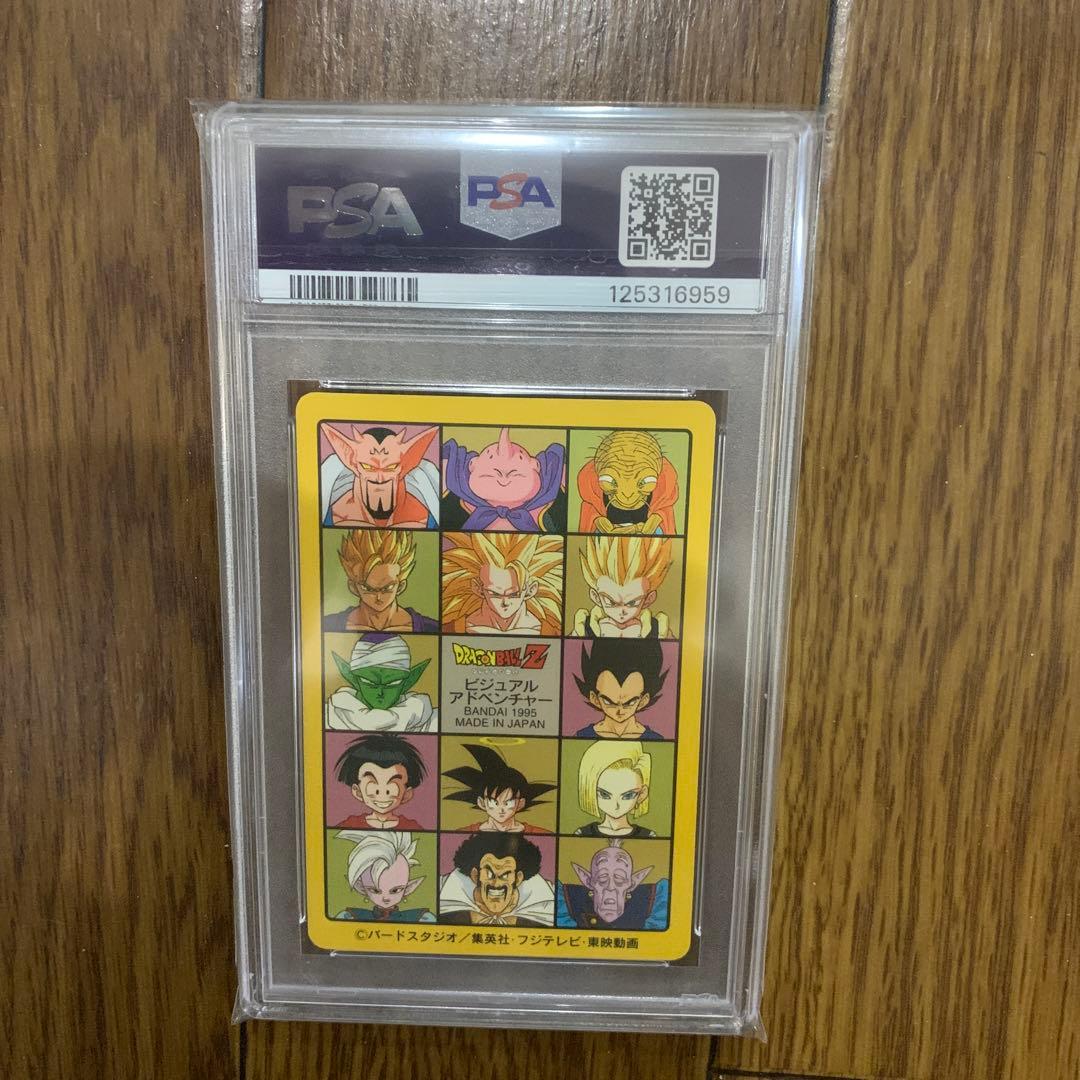 PSA
PSA
125316959
M
DRAGON BALL Z
ビジュアル
アドベンチャー
BANDAI 1995
MADE IN JAPAN
©バードスタジオ／集英社・フジテレビ・東映動画